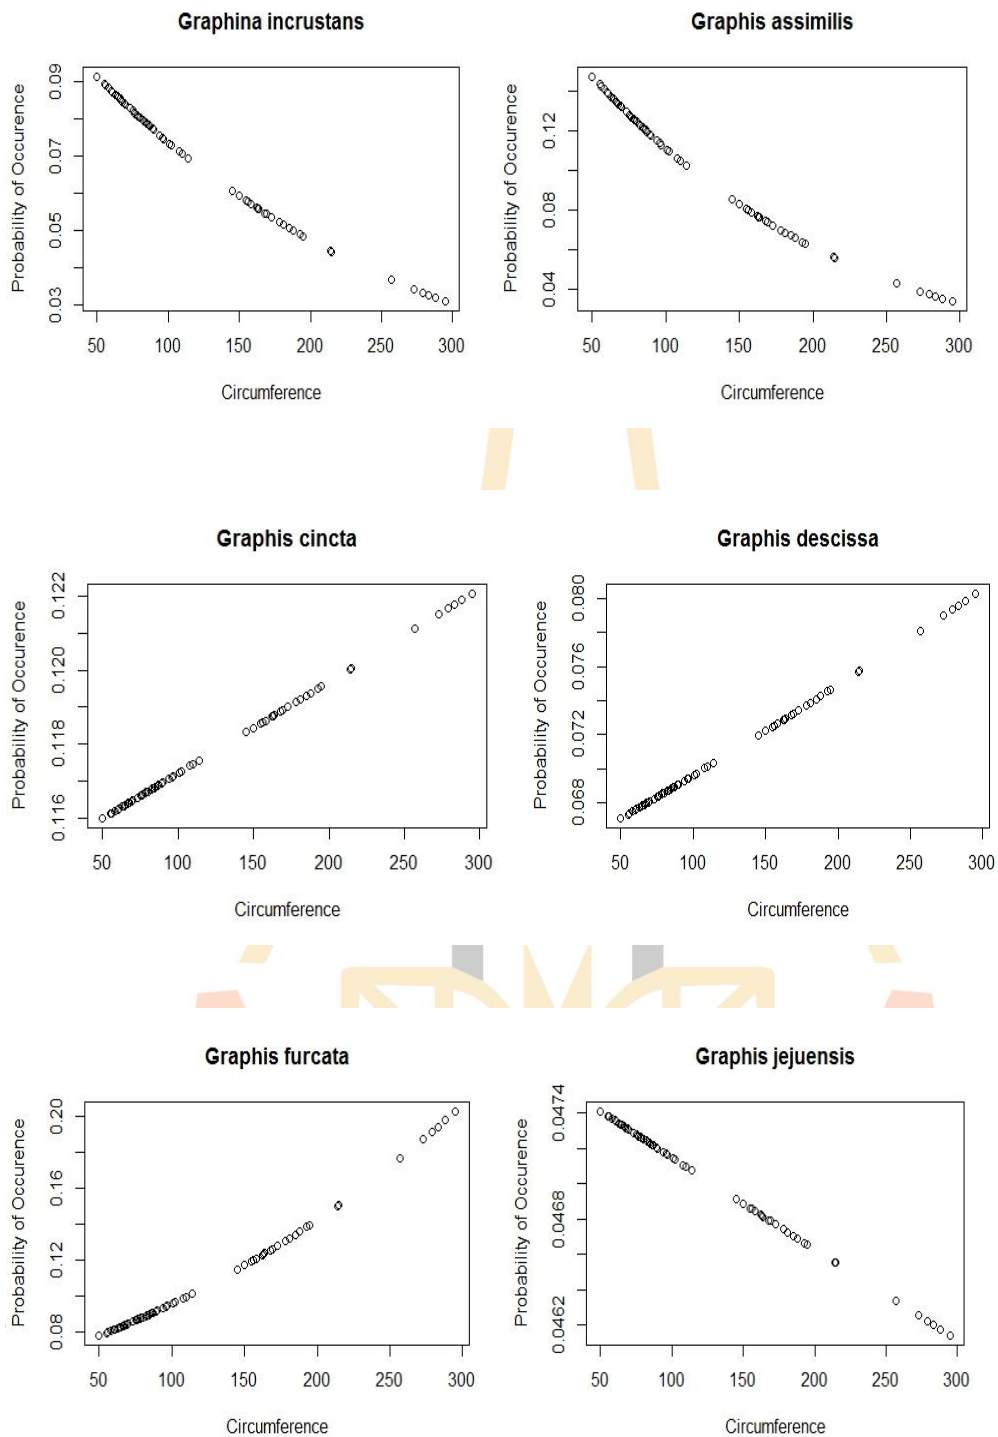 Graphina incrustans
Probability of Occurence
0.03 0.05 0.07 0.09
50 100 150 200 250 300
Circumference
Graphis assimilis
Probability of Occurence
0.04 0.08 0.12
50 100 150 200 250 300
Circumference
Graphis cincta
Probability of Occurence
0.116 0.118 0.120 0.122
50 100 150 200 250 300
Circumference
Graphis descissa
Probability of Occurence
0.068 0.072 0.076 0.080
50 100 150 200 250 300
Circumference
Graphis furcata
Probability of Occurence
0.08 0.12 0.16 0.20
50 100 150 200 250 300
Circumference
Graphis jejuensis
Probability of Occurence
0.0462 0.0468 0.0474
50 100 150 200 250 300
Circumference